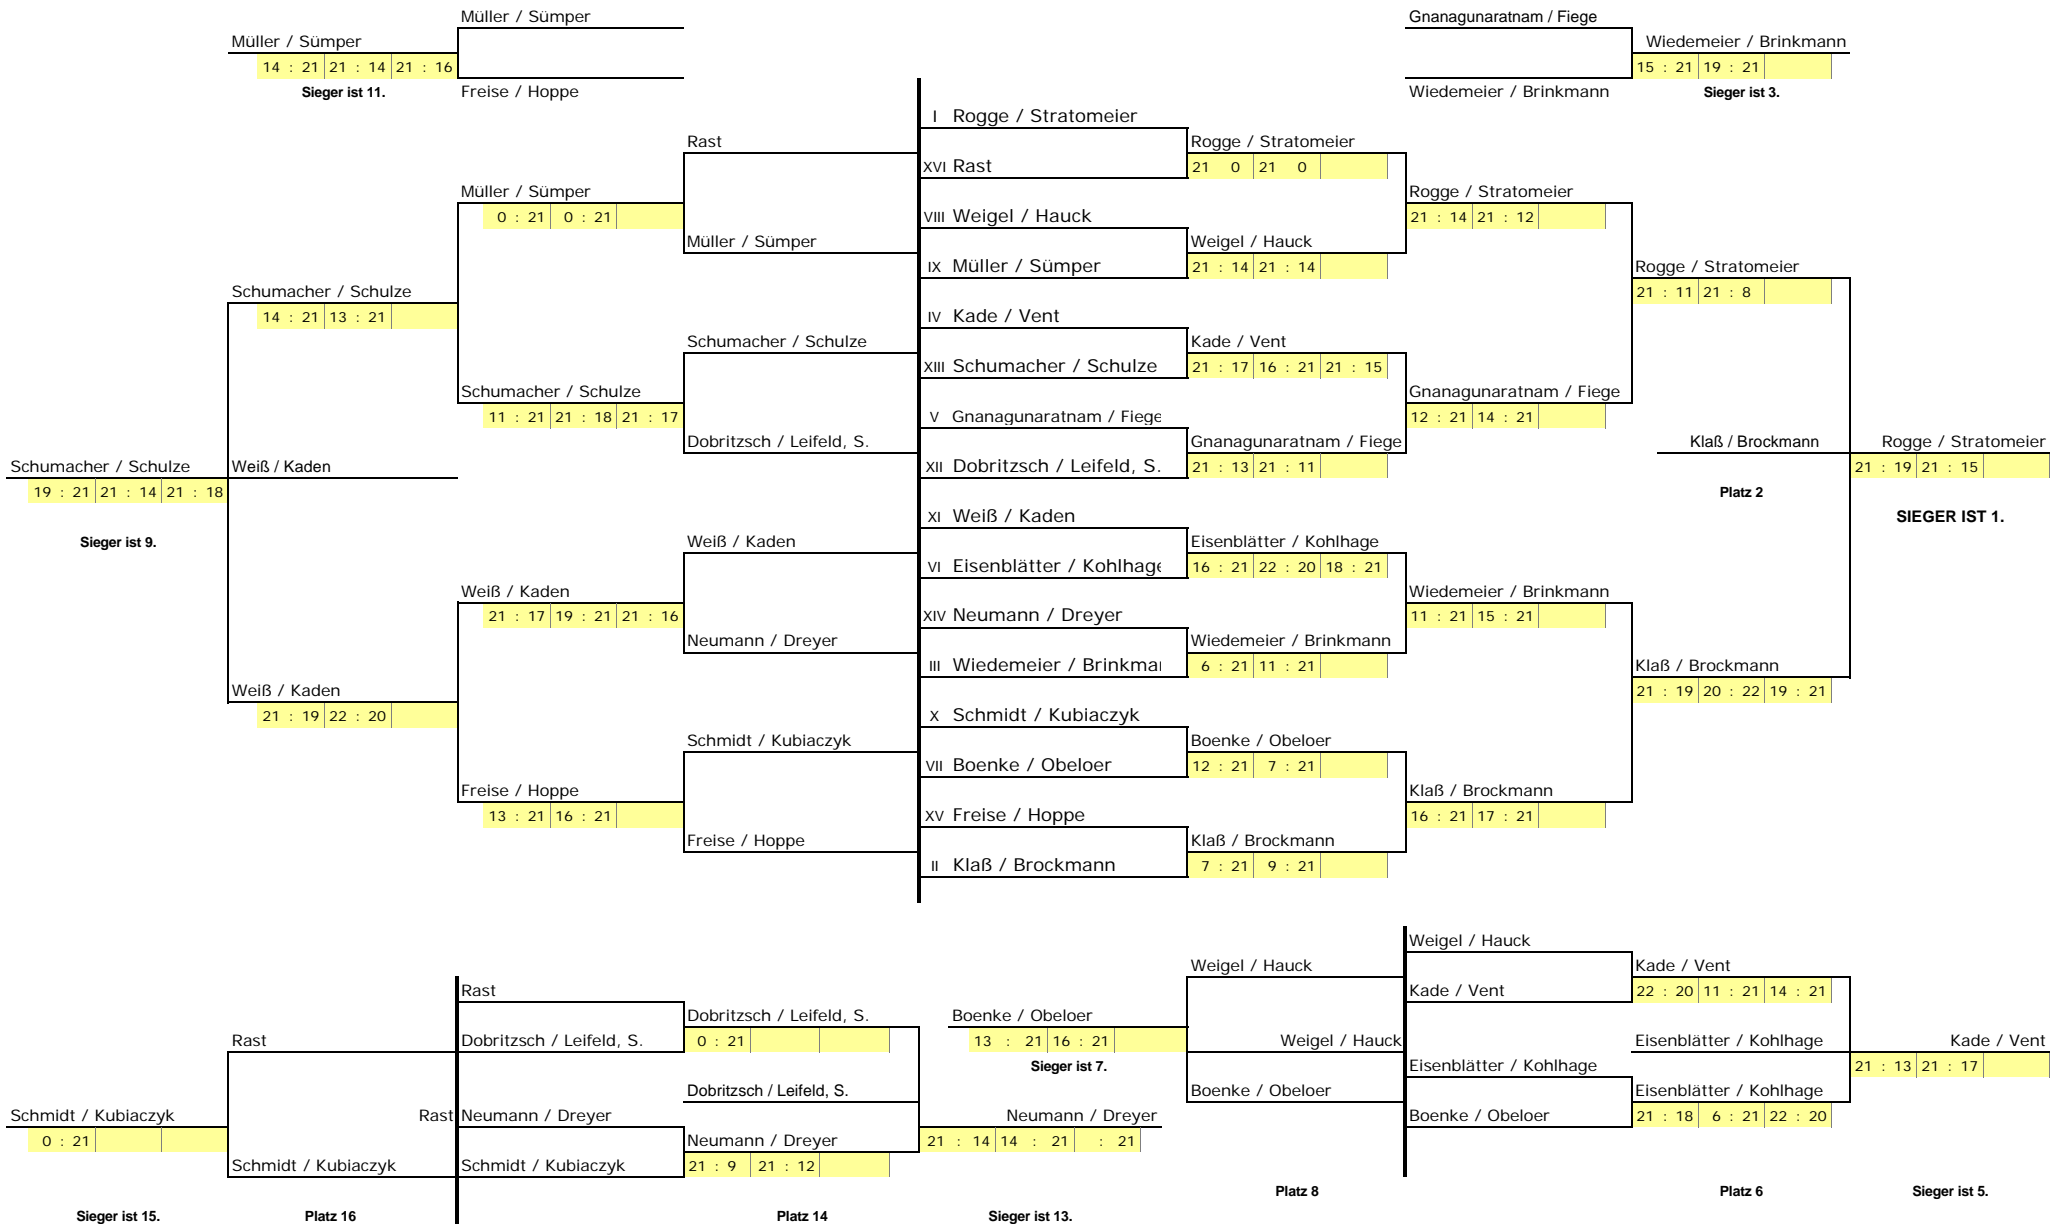 Müller / Sümper
Gnanagunaratnam / Fiege
Müller / Sümper
Wiedemeier / Brinkmann
14 : 21 21 : 14 21 : 16
15 : 21 19 : 21
Sieger ist 11.
Freise / Hoppe
Wiedemeier / Brinkmann
Sieger ist 3.
I Rogge / Stratomeier
Rast
Rogge / Stratomeier
XVI Rast
21 0 21 0
Müller / Sümper
Rogge / Stratomeier
0 : 21 0 : 21
VIII Weigel / Hauck
21 : 14 21 : 12
Müller / Sümper
Weigel / Hauck
IX Müller / Sümper
21 : 14 21 : 14
Rogge / Stratomeier
Schumacher / Schulze
21 : 11 21 : 8
14 : 21 13 : 21
IV Kade / Vent
Schumacher / Schulze
Kade / Vent
XIII Schumacher / Schulze
21 : 17 16 : 21 21 : 15
Schumacher / Schulze
Gnanagunaratnam / Fiege
11 : 21 21 : 18 21 : 17
V Gnanagunaratnam / Fiege
12 : 21 14 : 21
Dobritzsch / Leifeld, S.
Gnanagunaratnam / Fiege
Klaß / Brockmann
Rogge / Stratomeier
Schumacher / Schulze
Weiß / Kaden
XII Dobritzsch / Leifeld, S.
21 : 13 21 : 11
21 : 19 21 : 15
19 : 21 21 : 14 21 : 18
Platz 2
XI Weiß / Kaden
SIEGER IST 1.
Sieger ist 9.
Weiß / Kaden
Eisenblätter / Kohlhage
VI Eisenblätter / Kohlhage
16 : 21 22 : 20 18 : 21
Weiß / Kaden
Wiedemeier / Brinkmann
21 : 17 19 : 21 21 : 16
XIV Neumann / Dreyer
11 : 21 15 : 21
Neumann / Dreyer
Wiedemeier / Brinkmann
III Wiedemeier / Brinkmar
6 : 21 11 : 21
Klaß / Brockmann
Weiß / Kaden
21 : 19 20 : 22 19 : 21
21 : 19 22 : 20
X Schmidt / Kubiaczyk
Schmidt / Kubiaczyk
Boenke / Obeloer
VII Boenke / Obeloer
12 : 21 7 : 21
Freise / Hoppe
Klaß / Brockmann
13 : 21 16 : 21
XV Freise / Hoppe
16 : 21 17 : 21
Freise / Hoppe
Klaß / Brockmann
II Klaß / Brockmann
7 : 21 9 : 21
Weigel / Hauck
Weigel / Hauck
Kade / Vent
Rast
Kade / Vent
22 : 20 11 : 21 14 : 21
Dobritzsch / Leifeld, S.
Boenke / Obeloer
Rast
Dobritzsch / Leifeld, S.
0 : 21
13 : 21 16 : 21
Weigel / Hauck
Eisenblätter / Kohlhage
Kade / Vent
Sieger ist 7.
Eisenblätter / Kohlhage
21 : 13 21 : 17
Dobritzsch / Leifeld, S.
Boenke / Obeloer
Eisenblätter / Kohlhage
Schmidt / Kubiaczyk
Rast
Neumann / Dreyer
Neumann / Dreyer
Boenke / Obeloer
21 : 18 6 : 21 22 : 20
0 : 21
Neumann / Dreyer
21 : 14 14 : 21 : 21
Schmidt / Kubiaczyk
Schmidt / Kubiaczyk
21 : 9 21 : 12
Platz 8
Platz 6
Sieger ist 5.
Sieger ist 15.
Platz 16
Platz 14
Sieger ist 13.